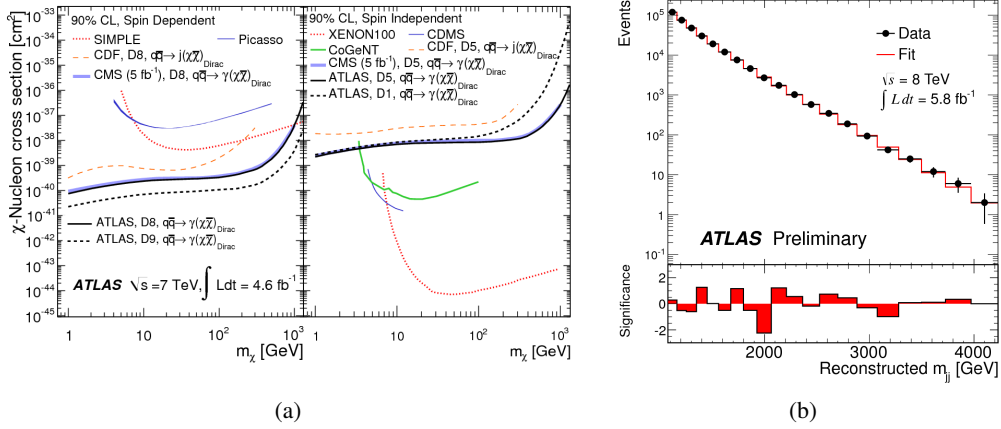 90% CL, Spin Dependent
SIMPLE
Picasso
CDF, D8, qq̅→ j(χχ̅)Dirac
CMS (5 fb⁻¹), D8, qq̅→ γ(χχ̅)Dirac
ATLAS, D8, qq̅→ γ(χχ̅)Dirac
ATLAS, D9, qq̅→ γ(χχ̅)Dirac
ATLAS √s =7 TeV, ∫ Ldt = 4.6 fb⁻¹
χ-Nucleon cross section [cm²]
10⁻³³
10⁻³⁴
10⁻³⁵
10⁻³⁶
10⁻³⁷
10⁻³⁸
10⁻³⁹
10⁻⁴⁰
10⁻⁴¹
10⁻⁴²
10⁻⁴³
10⁻⁴⁴
10⁻⁴⁵
1 10 10² 10³
mχ [GeV]
90% CL, Spin Independent
XENON100
CDMS
CoGeNT
CDF, D5, qq̅→ j(χχ̅)Dirac
CMS (5 fb⁻¹), D5, qq̅→ γ(χχ̅)Dirac
ATLAS, D5, qq̅→ γ(χχ̅)Dirac
ATLAS, D1, qq̅→ γ(χχ̅)Dirac
1 10 10² 10³
mχ [GeV]
(a)
Events
10⁵
10⁴
10³
10²
10
1
10⁻¹
Data
Fit
√s = 8 TeV
∫ L dt = 5.8 fb⁻¹
ATLAS Preliminary
Significance
2
0
-2
2000 3000 4000
Reconstructed mjj [GeV]
(b)